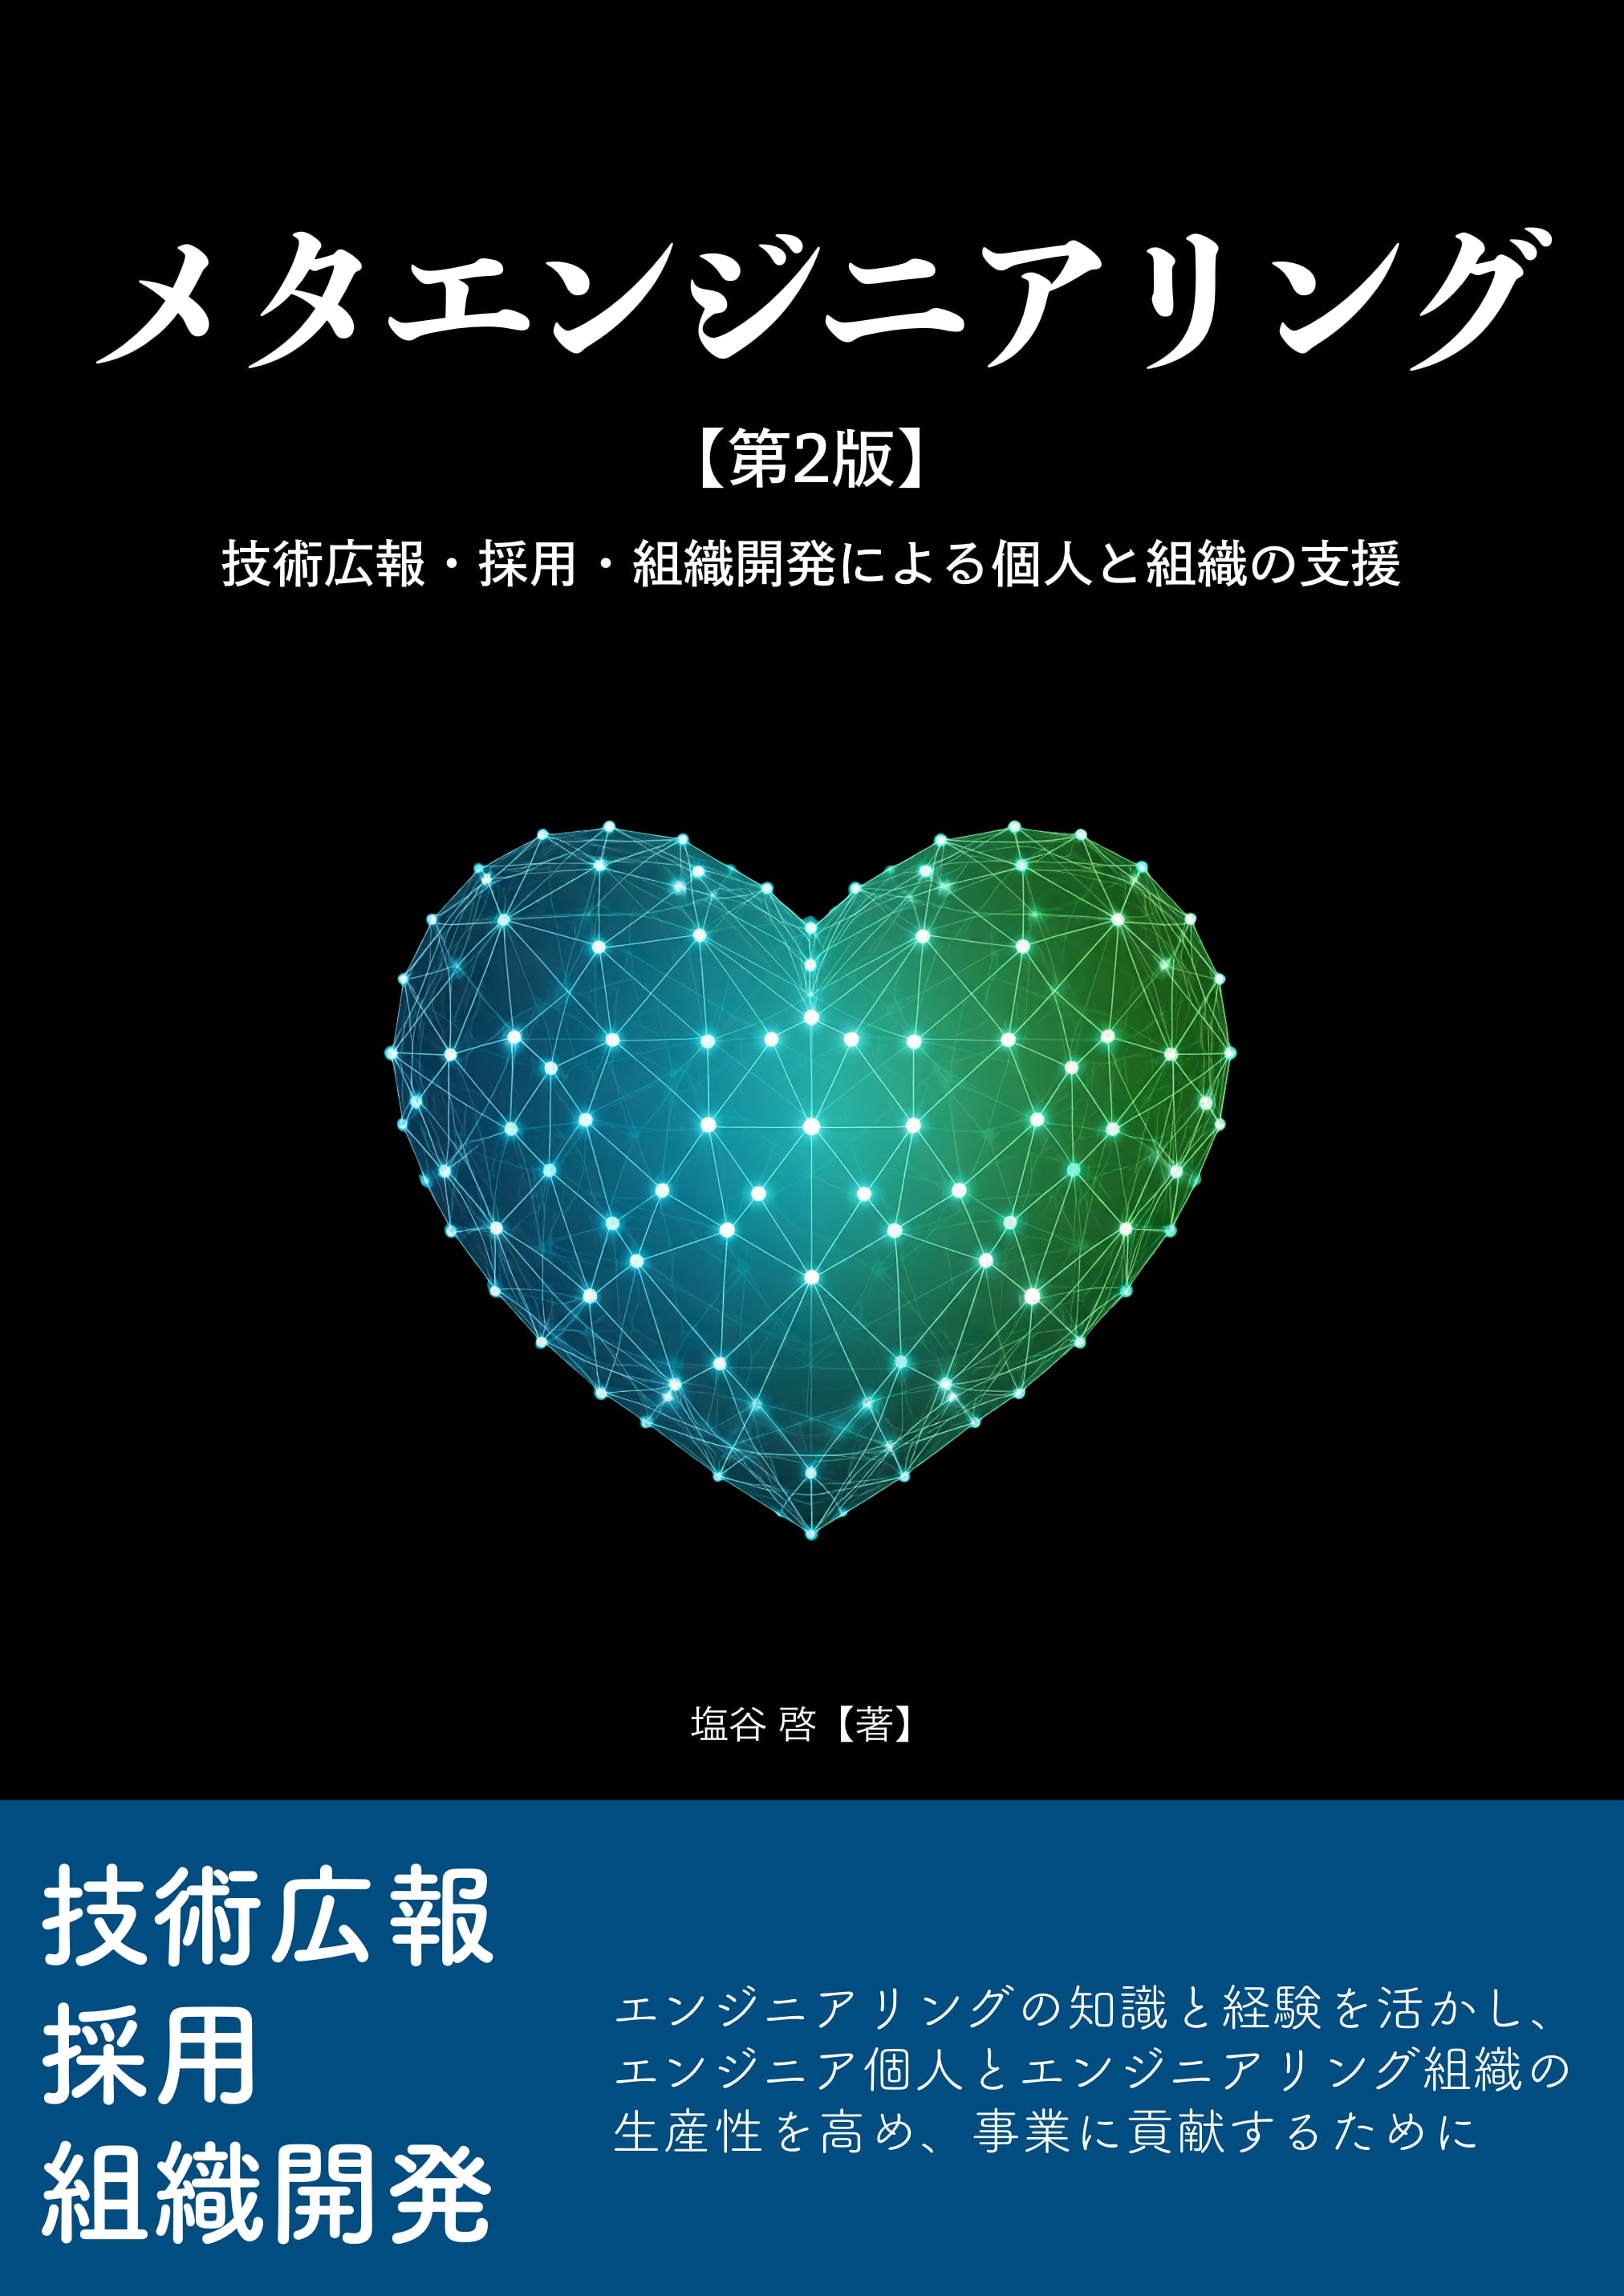 メタエンジニアリング
【第2版】
技術広報・採用・組織開発による個人と組織の支援
塩谷 啓【著】
技術広報
採用
組織開発
エンジニアリングの知識と経験を活かし、
エンジニア個人とエンジニアリング組織の
生産性を高め、事業に貢献するために